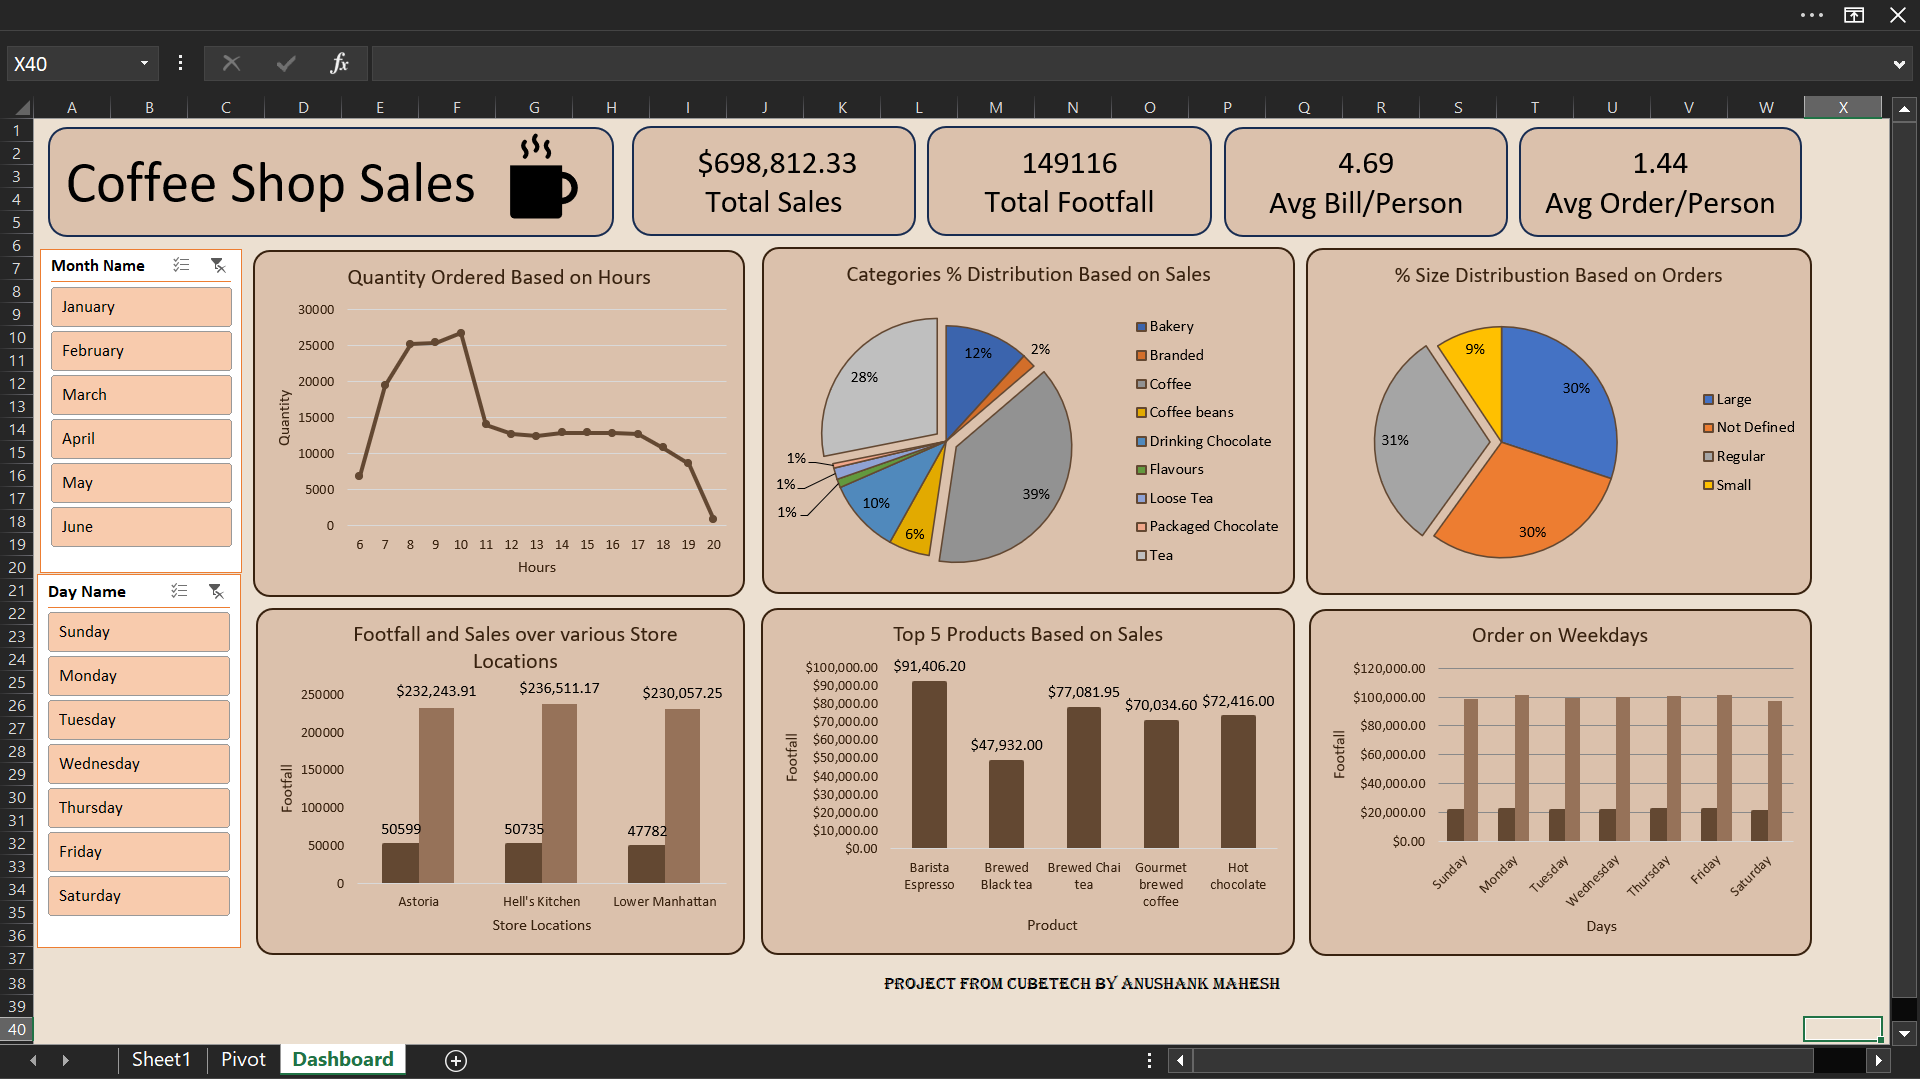 X40
fx
A B C D E F G H I J K L M N O P Q R S T U V W X
1
2
3
4
5
6
7
8
9
10
11
12
13
14
15
16
17
18
19
20
21
22
23
24
25
26
27
28
29
30
31
32
33
34
35
36
37
38
39
40
Coffee Shop Sales
$698,812.33
Total Sales
149116
Total Footfall
4.69
Avg Bill/Person
1.44
Avg Order/Person
Month Name
January
February
March
April
May
June
Day Name
Sunday
Monday
Tuesday
Wednesday
Thursday
Friday
Saturday
Quantity Ordered Based on Hours
Quantity
30000
25000
20000
15000
10000
5000
0
6 7 8 9 10 11 12 13 14 15 16 17 18 19 20
Hours
Categories % Distribution Based on Sales
12%
2%
39%
6%
10%
1%
1%
1%
28%
Bakery
Branded
Coffee
Coffee beans
Drinking Chocolate
Flavours
Loose Tea
Packaged Chocolate
Tea
% Size Distribustion Based on Orders
30%
30%
31%
9%
Large
Not Defined
Regular
Small
Footfall and Sales over various Store
Locations
Footfall
250000
200000
150000
100000
50000
0
$232,243.91
$236,511.17
$230,057.25
50599
50735
47782
Astoria
Hell's Kitchen
Lower Manhattan
Store Locations
Top 5 Products Based on Sales
Footfall
$100,000.00
$90,000.00
$80,000.00
$70,000.00
$60,000.00
$50,000.00
$40,000.00
$30,000.00
$20,000.00
$10,000.00
$0.00
$91,406.20
$47,932.00
$77,081.95
$70,034.60
$72,416.00
Barista
Espresso
Brewed
Black tea
Brewed Chai
tea
Gourmet
brewed
coffee
Hot
chocolate
Product
Order on Weekdays
Footfall
$120,000.00
$100,000.00
$80,000.00
$60,000.00
$40,000.00
$20,000.00
$0.00
Sunday
Monday
Tuesday
Wednesday
Thursday
Friday
Saturday
Days
PROJECT FROM CUBETECH BY ANUSHANK MAHESH
Sheet1
Pivot
Dashboard